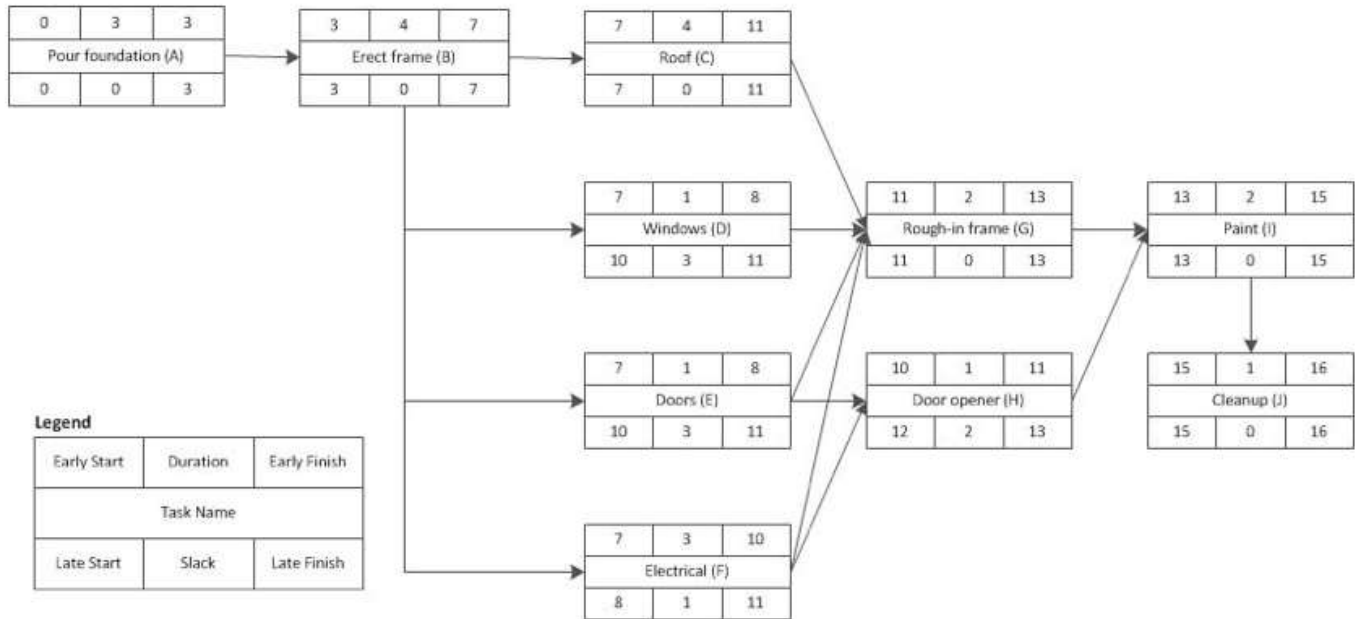 0 3 3
Pour foundation (A)
0 0 3
3 4 7
Erect frame (B)
3 0 7
7 4 11
Roof (C)
7 0 11
7 1 8
Windows (D)
10 3 11
11 2 13
Rough-in frame (G)
11 0 13
13 2 15
Paint (I)
13 0 15
7 1 8
Doors (E)
10 3 11
10 1 11
Door opener (H)
12 2 13
15 1 16
Cleanup (J)
15 0 16
7 3 10
Electrical (F)
8 1 11
Legend
Early Start Duration Early Finish
Task Name
Late Start Slack Late Finish